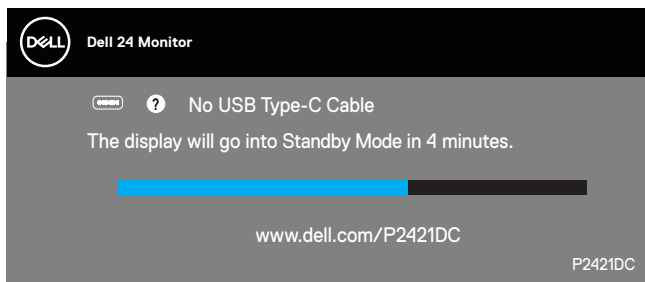 DELL
Dell 24 Monitor
? No USB Type-C Cable
The display will go into Standby Mode in 4 minutes.
www.dell.com/P2421DC
P2421DC